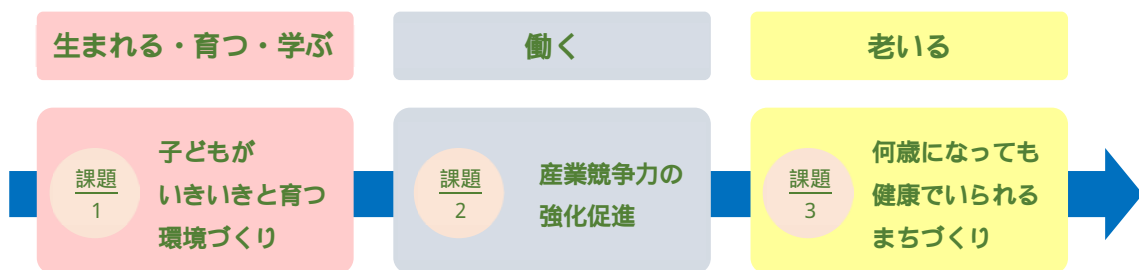 生まれる・育つ・学ぶ
働く
老いる
課題
1
子どもが
いきいきと育つ
環境づくり
課題
2
産業競争力の
強化促進
課題
3
何歳になっても
健康でいられる
まちづくり